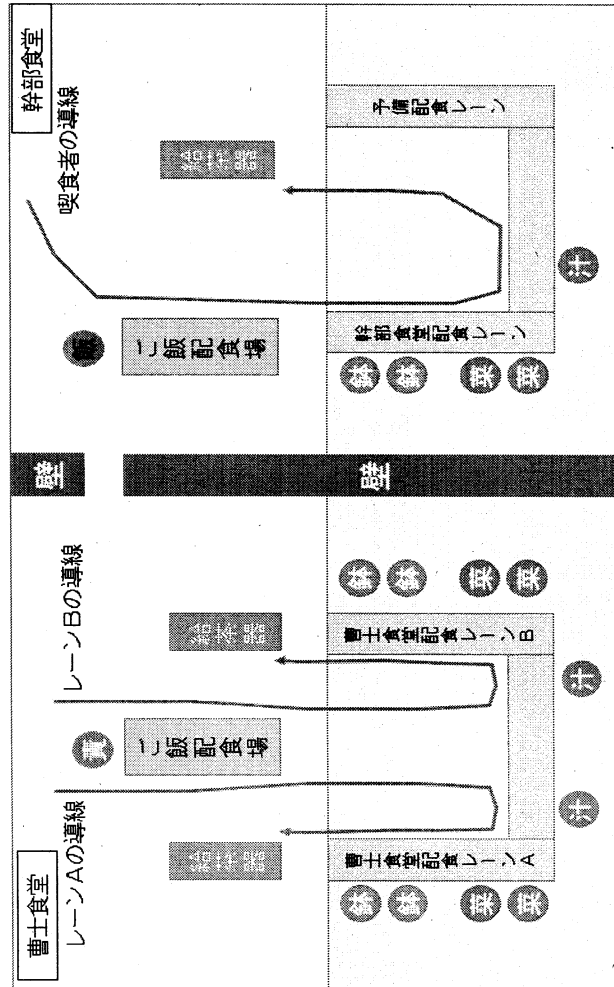 曹士食堂
幹部食堂
レーンAの導線
レーンBの導線
壁
喫食者の導線
飯
ご飯配食場
ご飯配食場
給茶器
給茶器
給茶器
壁
鉢
鉢
菜
菜
曹士食堂配食レーンA
汁
汁
曹士食堂配食レーンB
鉢
鉢
菜
菜
鉢
鉢
菜
菜
幹部食堂配食レーン
汁
予備配食レーン